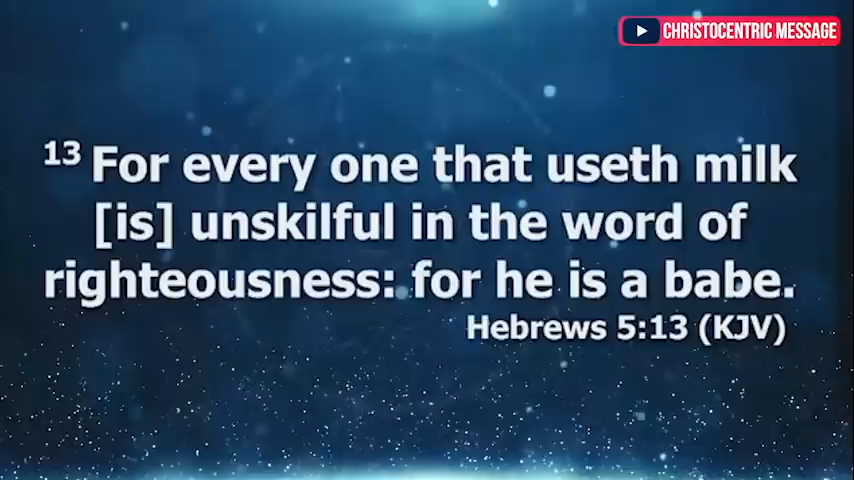 CHRISTOCENTRIC MESSAGE
13 For every one that useth milk
[is] unskilful in the word of
righteousness: for he is a babe.
Hebrews 5:13 (KJV)